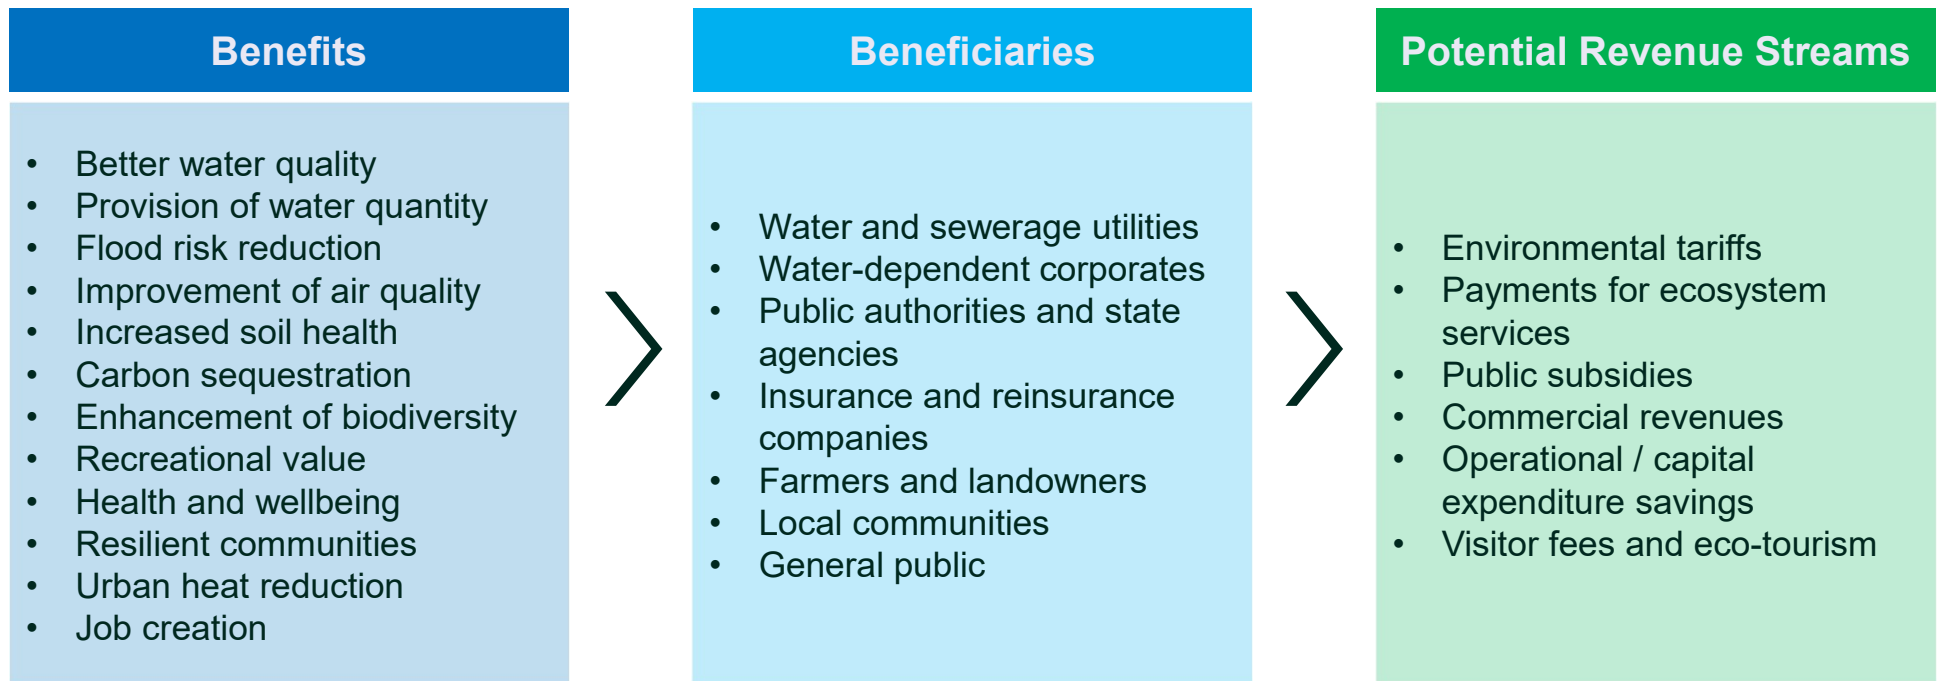 Benefits
• Better water quality
• Provision of water quantity
• Flood risk reduction
• Improvement of air quality
• Increased soil health
• Carbon sequestration
• Enhancement of biodiversity
• Recreational value
• Health and wellbeing
• Resilient communities
• Urban heat reduction
• Job creation
Beneficiaries
• Water and sewerage utilities
• Water-dependent corporates
• Public authorities and state
agencies
• Insurance and reinsurance
companies
• Farmers and landowners
• Local communities
• General public
Potential Revenue Streams
• Environmental tariffs
• Payments for ecosystem
services
• Public subsidies
• Commercial revenues
• Operational / capital
expenditure savings
• Visitor fees and eco-tourism